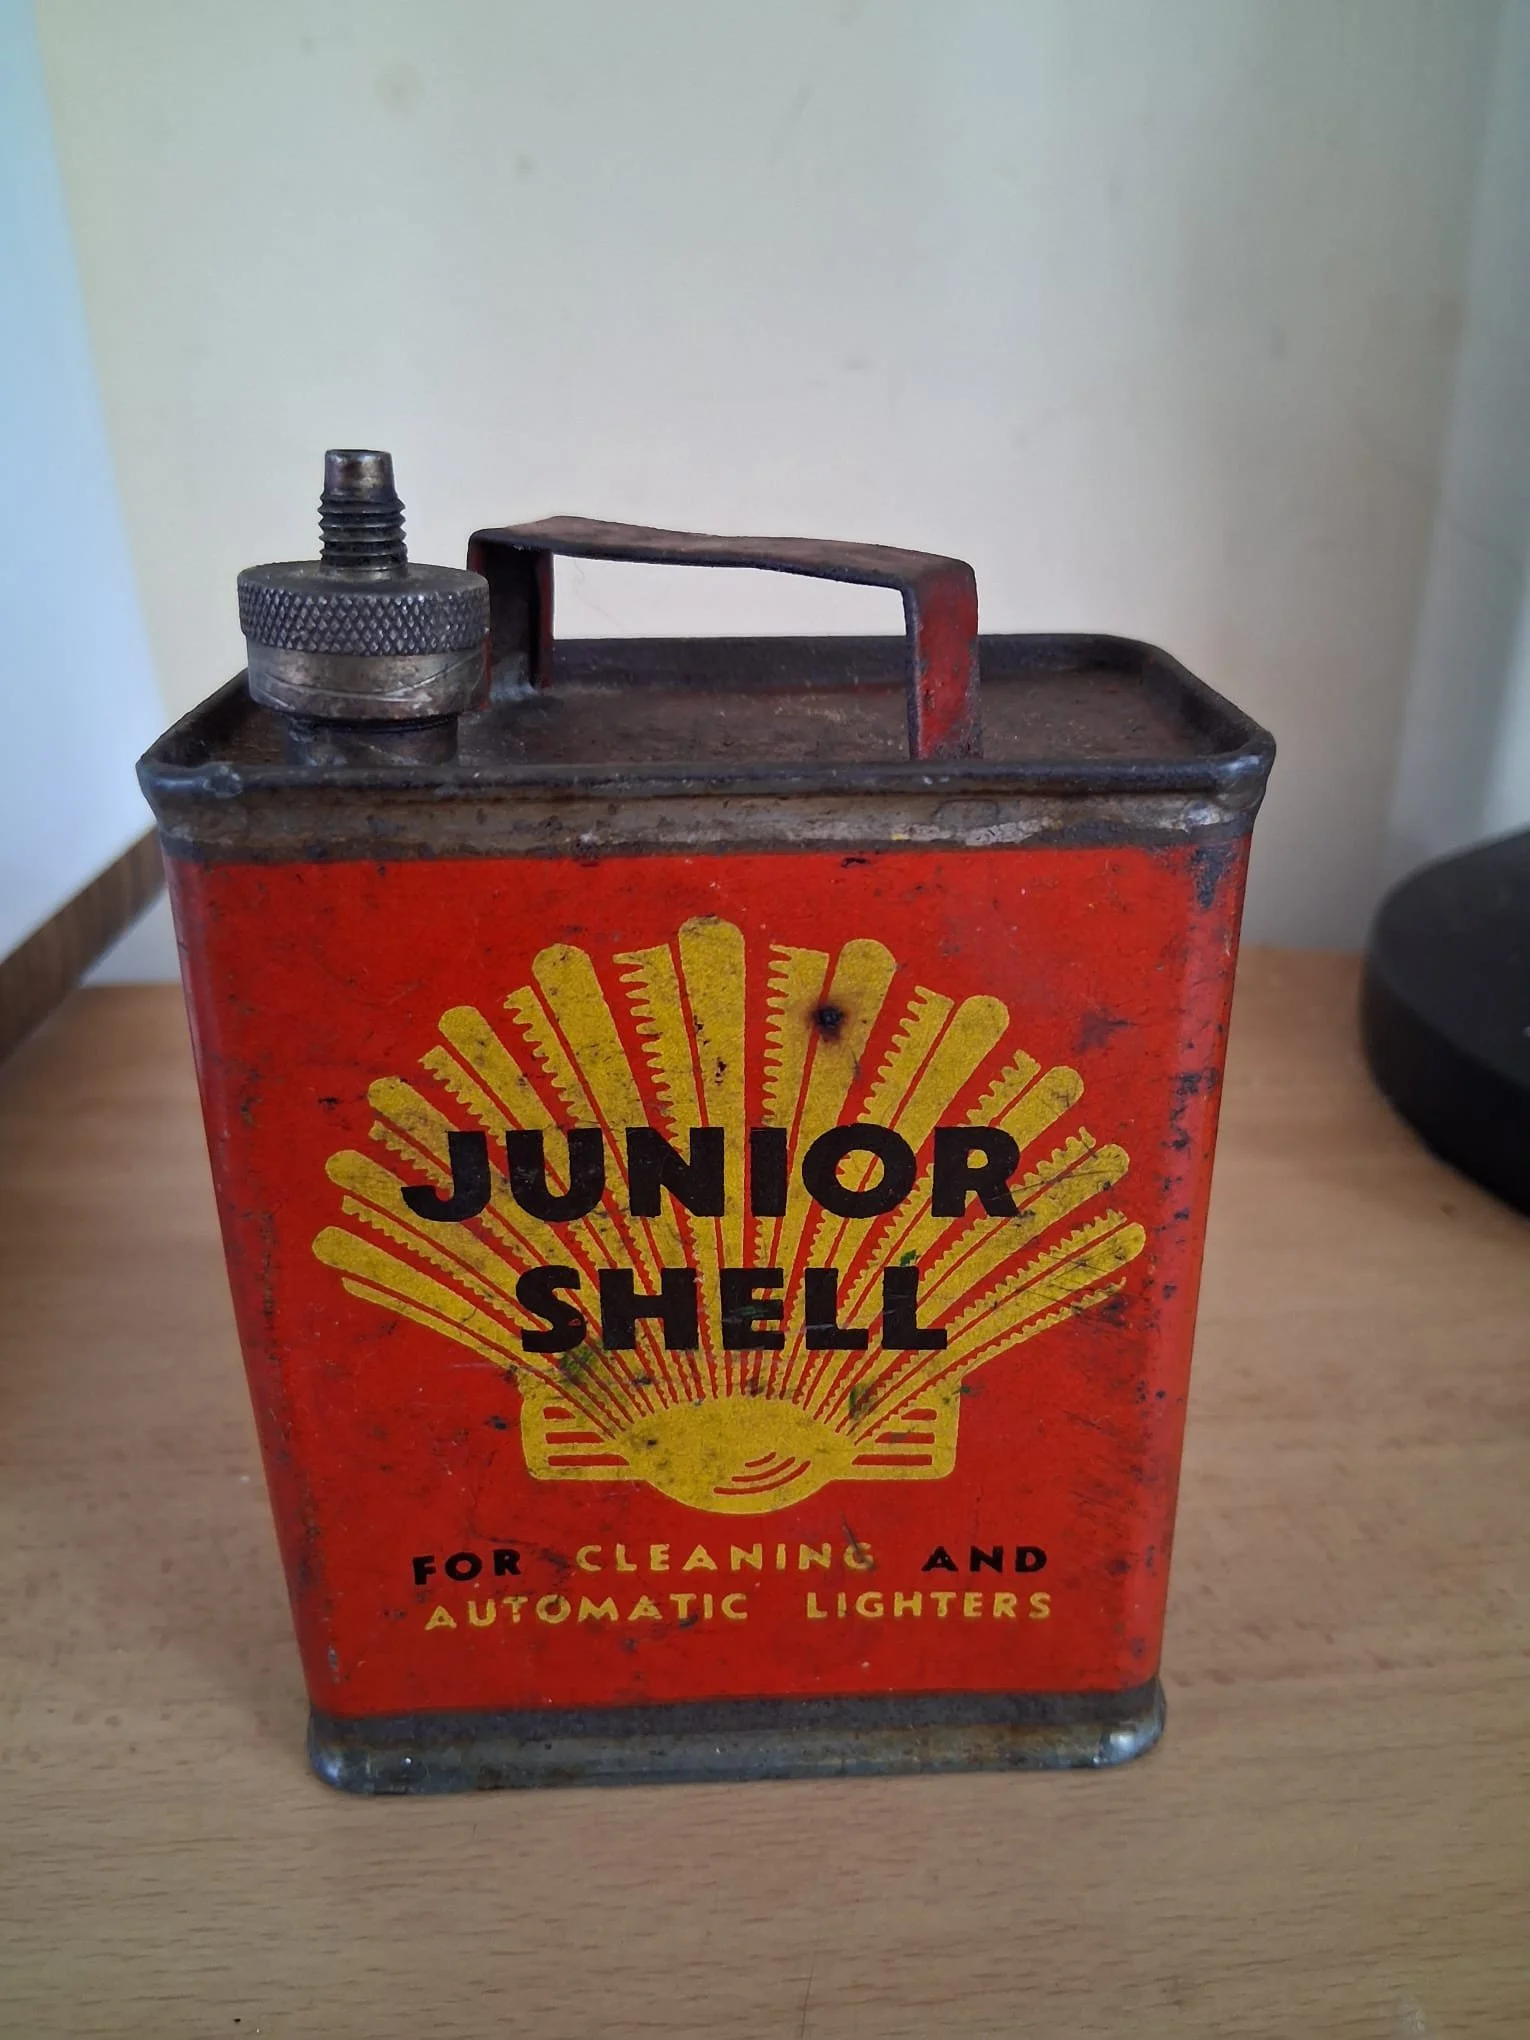 JUNIOR
SHELL
FOR CLEANING AND
AUTOMATIC LIGHTERS